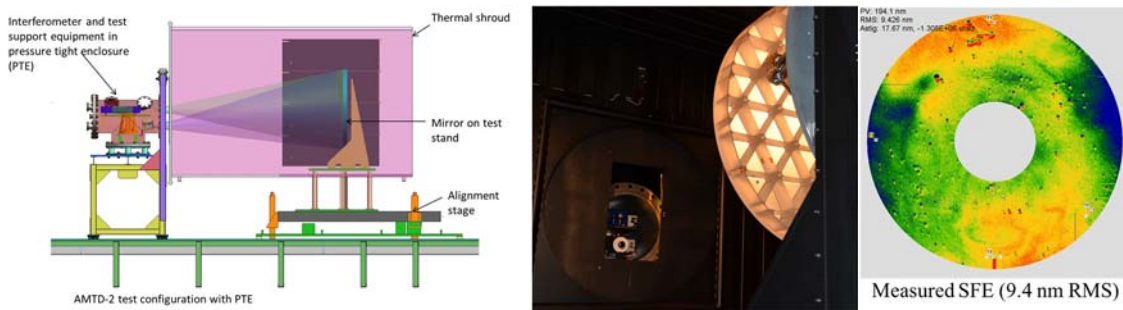 Interferometer and test
support equipment in
pressure tight enclosure
(PTE)
Thermal shroud
Mirror on test
stand
Alignment
stage
AMTD-2 test configuration with PTE
PV: 194.1 nm
RMS: 9.426 nm
Astig: 17.67 nm,
Measured SFE (9.4 nm RMS)